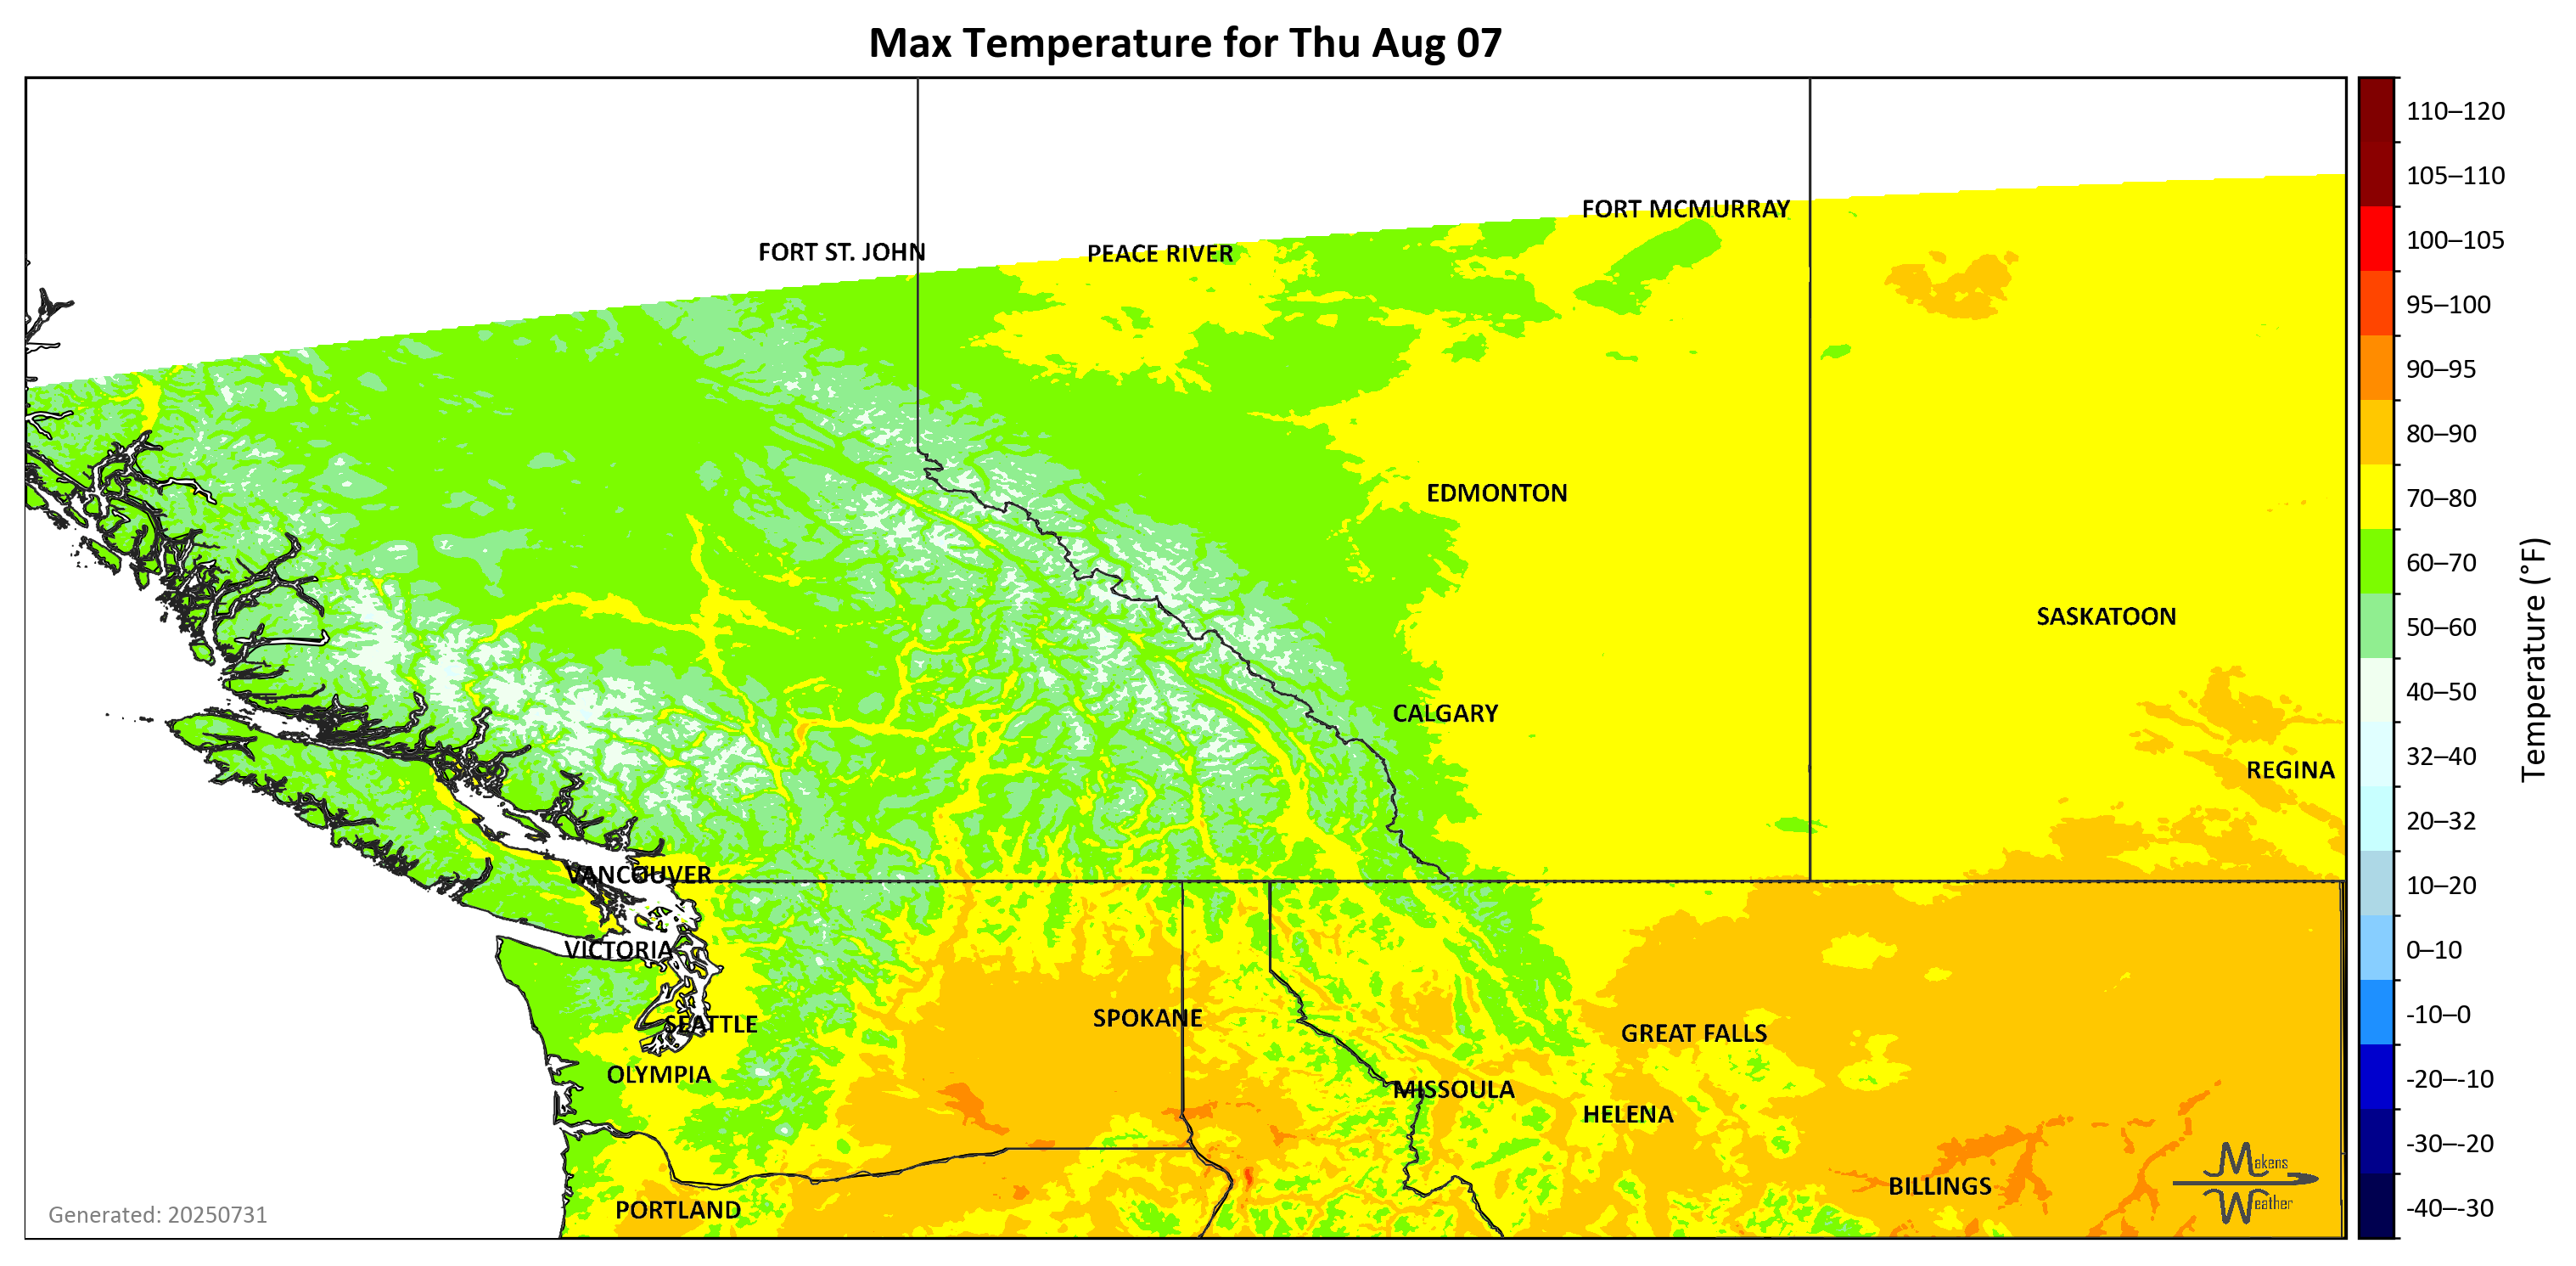 Max Temperature for Thu Aug 07
110–120
105–110
FORT MCMURRAY
100–105
FORT ST. JOHN
PEACE RIVER
95–100
90–95
80–90
EDMONTON
70–80
60–70
SASKATOON
50–60
40–50
CALGARY
32–40
REGINA
Temperature (°F)
20–32
VANCOUVER
10–20
VICTORIA
0–10
SPOKANE
-10–0
SEATTLE
GREAT FALLS
OLYMPIA
-20–-10
MISSOULA
HELENA
-30–-20
Makens
BILLINGS
Weather
-40–-30
PORTLAND
Generated: 20250731